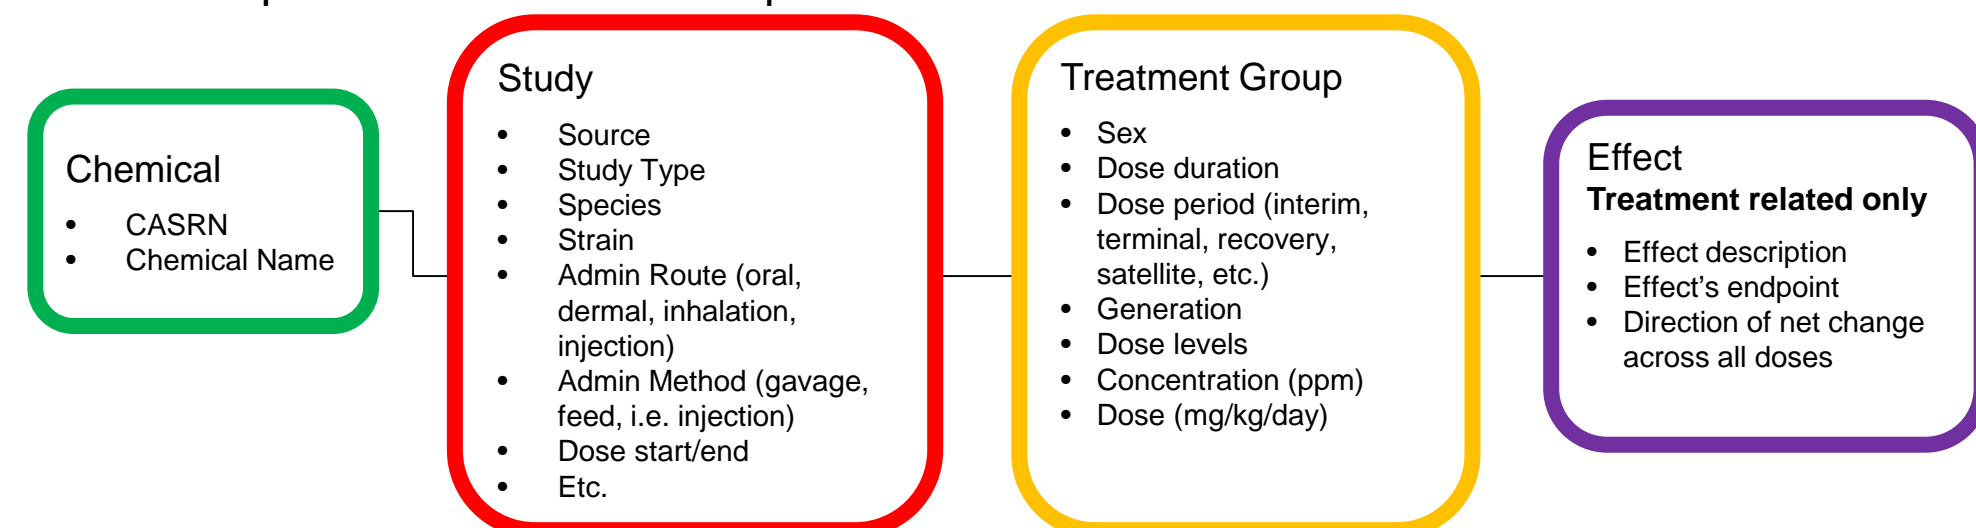 Chemical
• CASRN
• Chemical Name
Study
• Source
• Study Type
• Species
• Strain
• Admin Route (oral,
dermal, inhalation,
injection)
• Admin Method (gavage,
feed, i.e. injection)
• Dose start/end
• Etc.
Treatment Group
• Sex
• Dose duration
• Dose period (interim,
terminal, recovery,
satellite, etc.)
• Generation
• Dose levels
• Concentration (ppm)
• Dose (mg/kg/day)
Effect
Treatment related only
• Effect description
• Effect's endpoint
• Direction of net change
across all doses